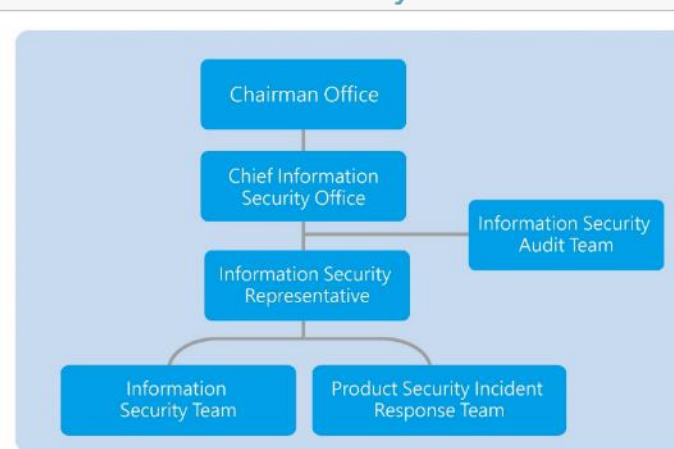 Chairman Office
Chief Information
Security Office
Information Security
Audit Team
Information Security
Representative
Information
Security Team
Product Security Incident
Response Team